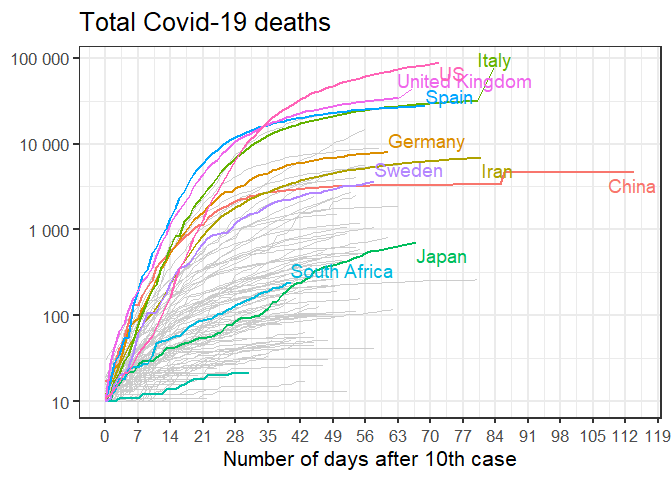 Total Covid-19 deaths
100 000
10 000
1 000
100
10
Italy
US
United Kingdom
Spain
Germany
Sweden
Iran
China
Japan
South Africa
0 7 14 21 28 35 42 49 56 63 70 77 84 91 98 105 112 119
Number of days after 10th case